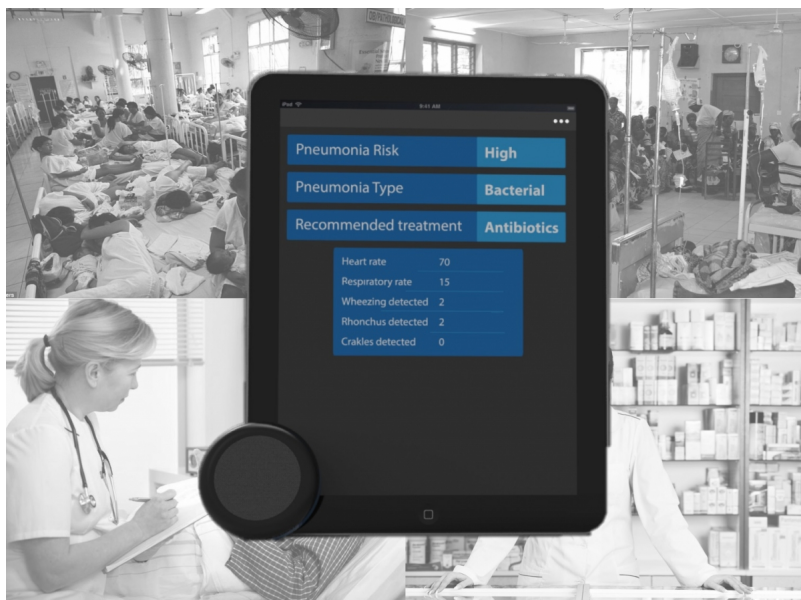 iPad
9:41 AM
Pneumonia Risk High
Pneumonia Type Bacterial
Recommended treatment Antibiotics
Heart rate 70
Respiratory rate 15
Wheezing detected 2
Rhonchus detected 2
Crakles detected 0